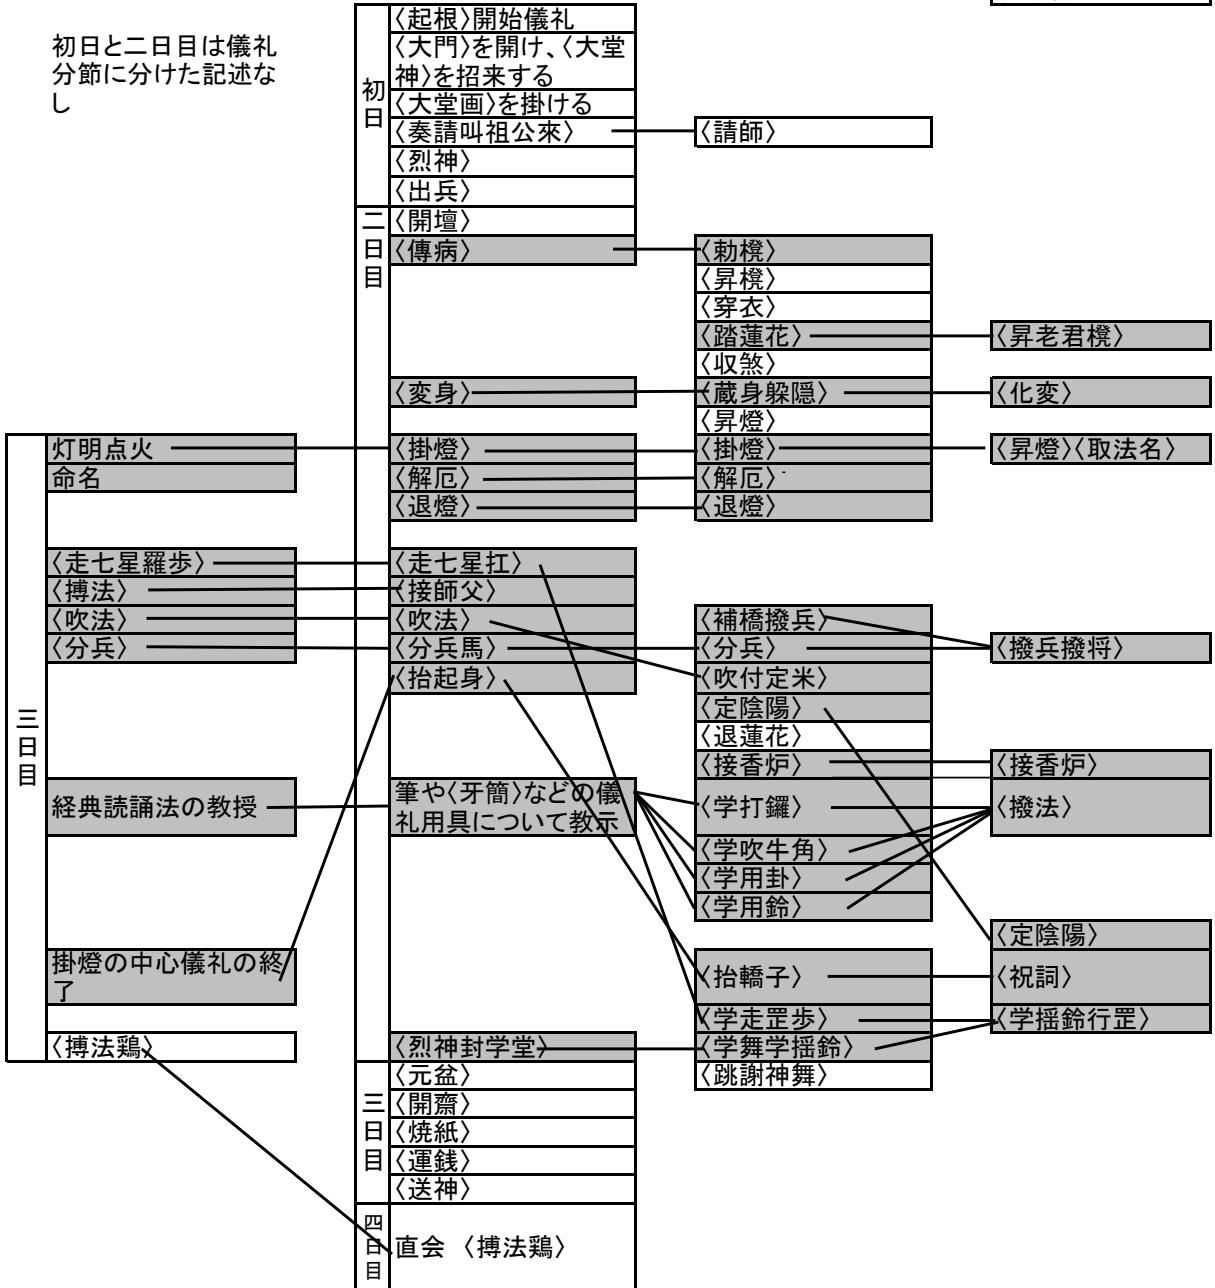 初日と二日目は儀礼
分節に分けた記述な
し
三日目
灯明点火
命名
〈走七星羅歩〉
〈搏法〉
〈吹法〉
〈分兵〉
経典読誦法の教授
掛燈の中心儀礼の終
了
〈搏法鶏〉
初日
〈起根〉開始儀礼
〈大門〉を開け、〈大堂
神〉を招来する
〈大堂画〉を掛ける
〈奏請叫祖公來〉
〈烈神〉
〈出兵〉
二日目
〈開壇〉
〈傳病〉
〈変身〉
〈掛燈〉
〈解厄〉
〈退燈〉
〈走七星扛〉
〈接師父〉
〈吹法〉
〈分兵馬〉
〈抬起身〉
筆や〈牙簡〉などの儀
礼用具について教示
〈烈神封学堂〉
三日目
〈元盆〉
〈開齋〉
〈焼紙〉
〈運銭〉
〈送神〉
四日目
直会 〈搏法鶏〉
〈請師〉
〈勅櫈〉
〈昇櫈〉
〈穿衣〉
〈踏蓮花〉
〈収煞〉
〈蔵身躲隠〉
〈昇燈〉
〈掛燈〉
〈解厄〉
〈退燈〉
〈補橋撥兵〉
〈分兵〉
〈吹付定米〉
〈定陰陽〉
〈退蓮花〉
〈接香炉〉
〈学打鑼〉
〈学吹牛角〉
〈学用卦〉
〈学用鈴〉
〈抬轎子〉
〈学走罡歩〉
〈学舞学揺鈴〉
〈跳謝神舞〉
〈昇老君櫈〉
〈化変〉
〈昇燈〉〈取法名〉
〈撥兵撥将〉
〈接香炉〉
〈撥法〉
〈定陰陽〉
〈祝詞〉
〈学揺鈴行罡〉